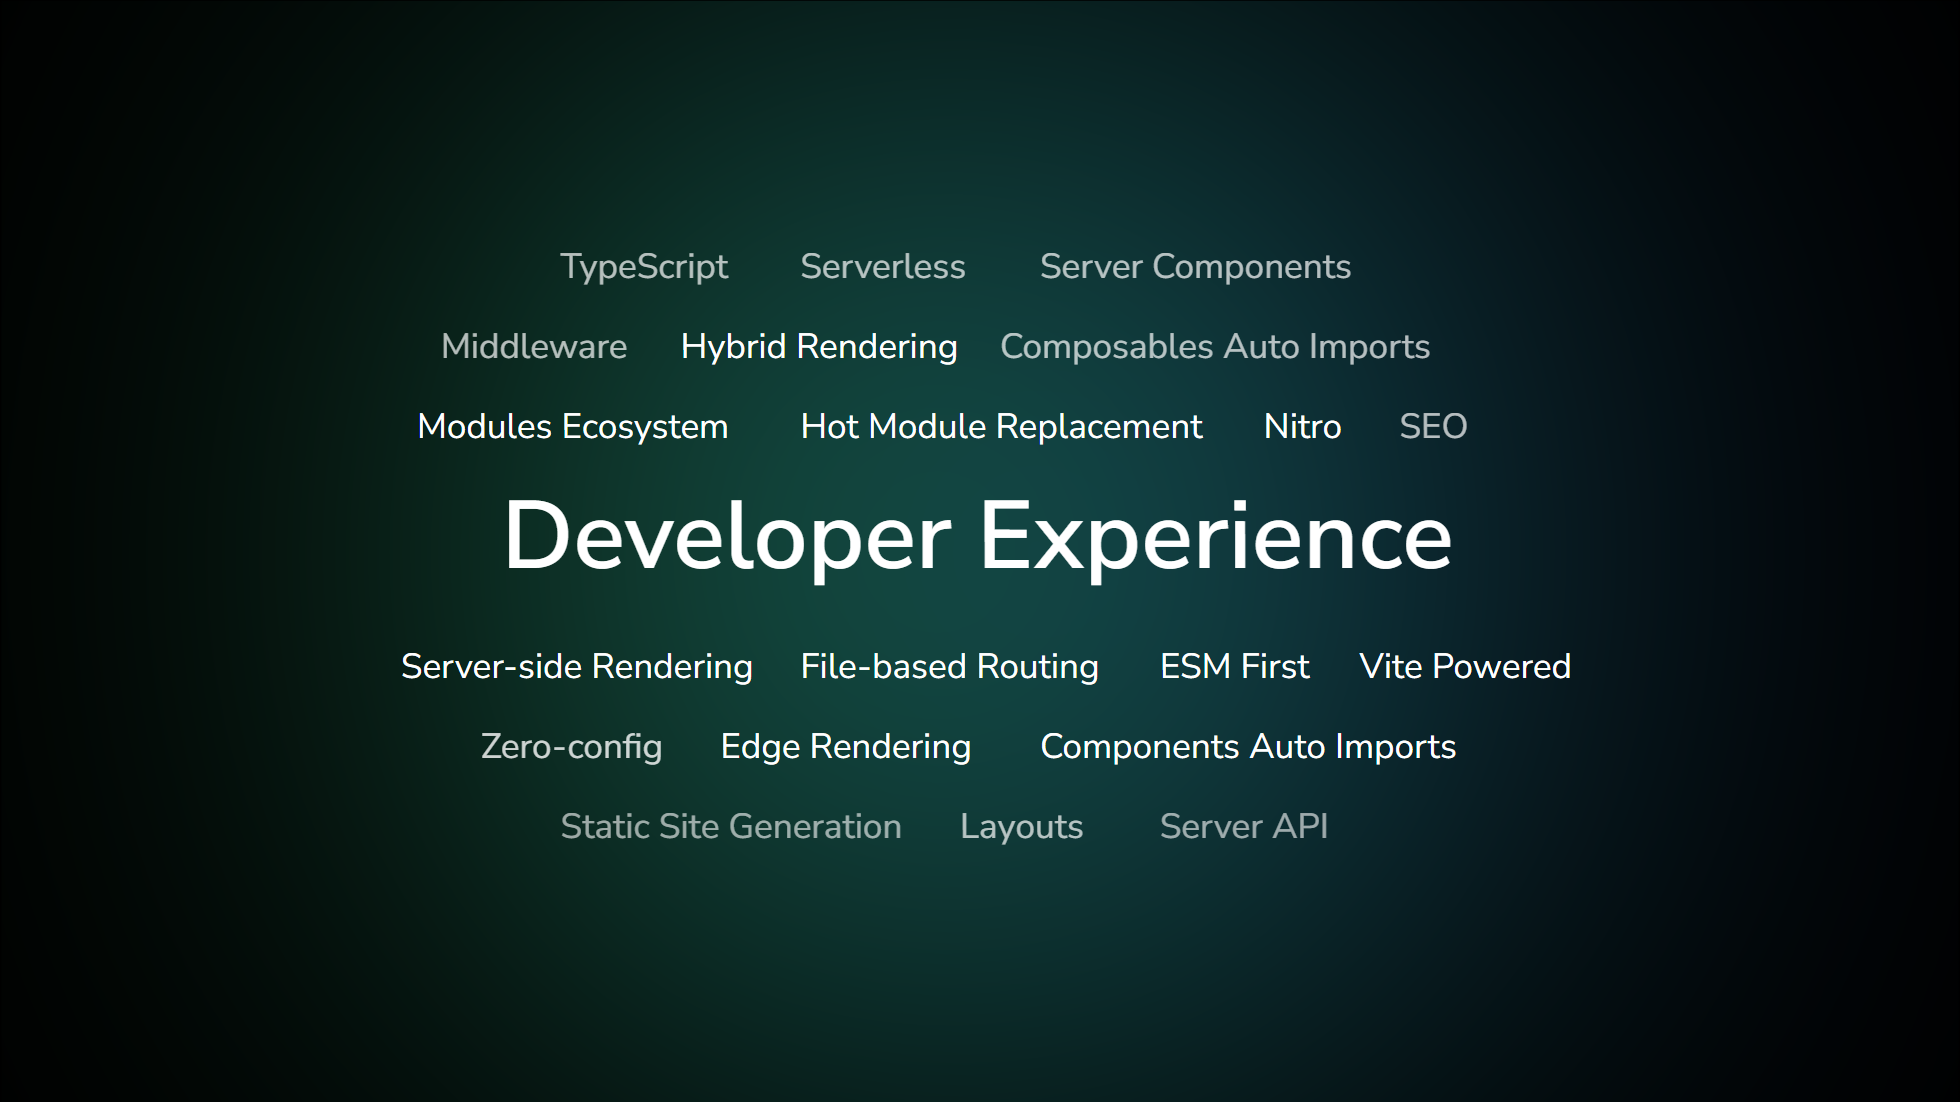 TypeScript Serverless Server Components
Middleware Hybrid Rendering Composables Auto Imports
Modules Ecosystem Hot Module Replacement Nitro SEO
Developer Experience
Server-side Rendering File-based Routing ESM First Vite Powered
Zero-config Edge Rendering Components Auto Imports
Static Site Generation Layouts Server API